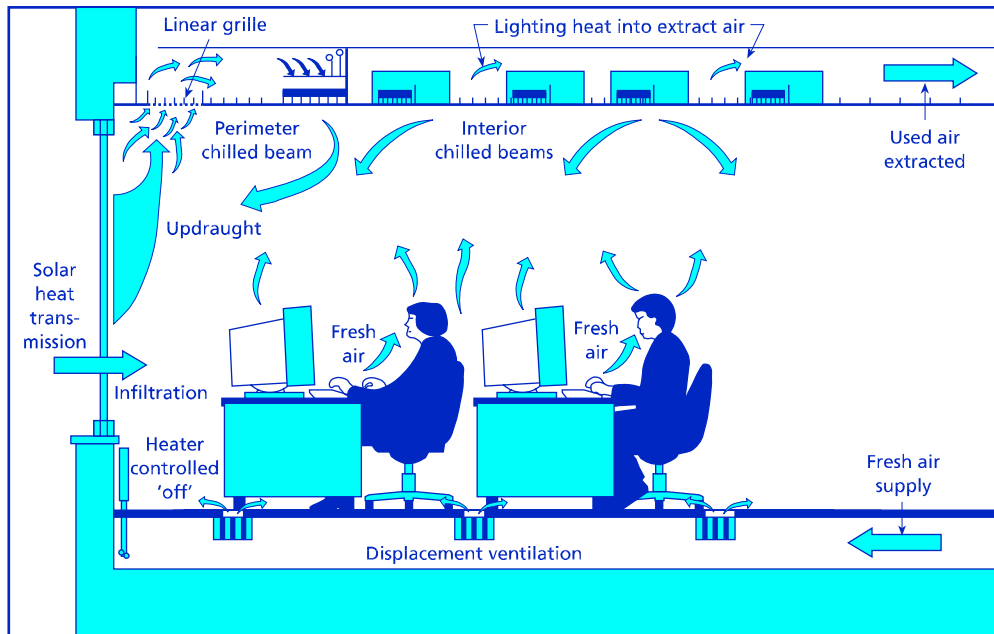 Linear grille
Lighting heat into extract air
Perimeter
chilled beam
Interior
chilled beams
Used air
extracted
Updraught
Solar
heat
trans-
mission
Fresh
air
Fresh
air
Infiltration
Heater
controlled
‘off’
Fresh air
supply
Displacement ventilation